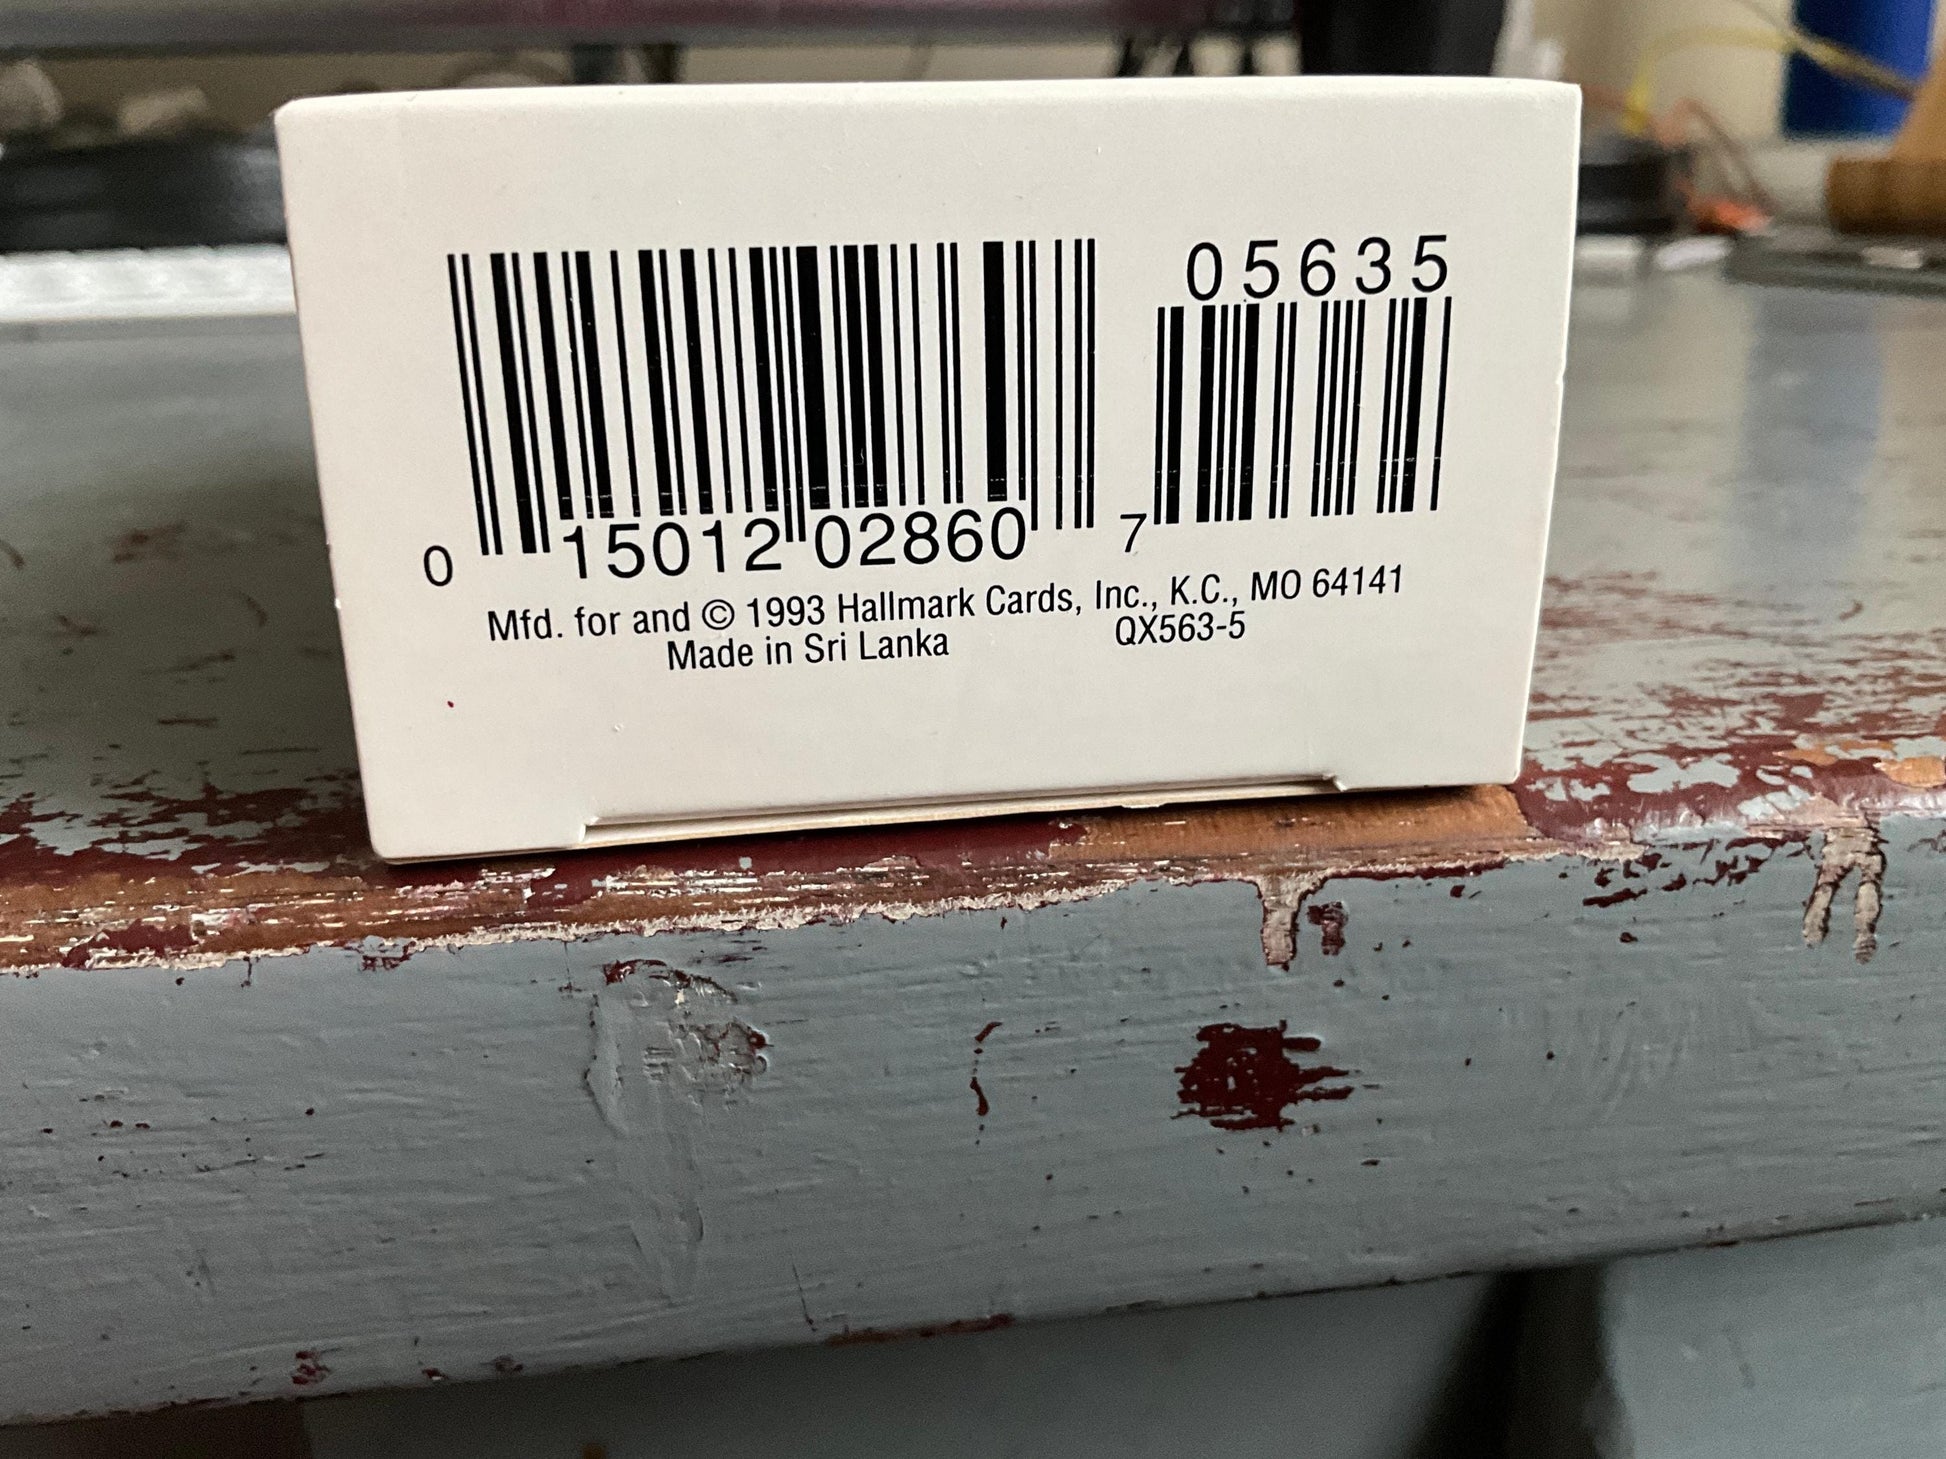 05635
0 15012 02860 7
Mfd. for and © 1993 Hallmark Cards, Inc., K.C., MO 64141
Made in Sri Lanka QX563-5